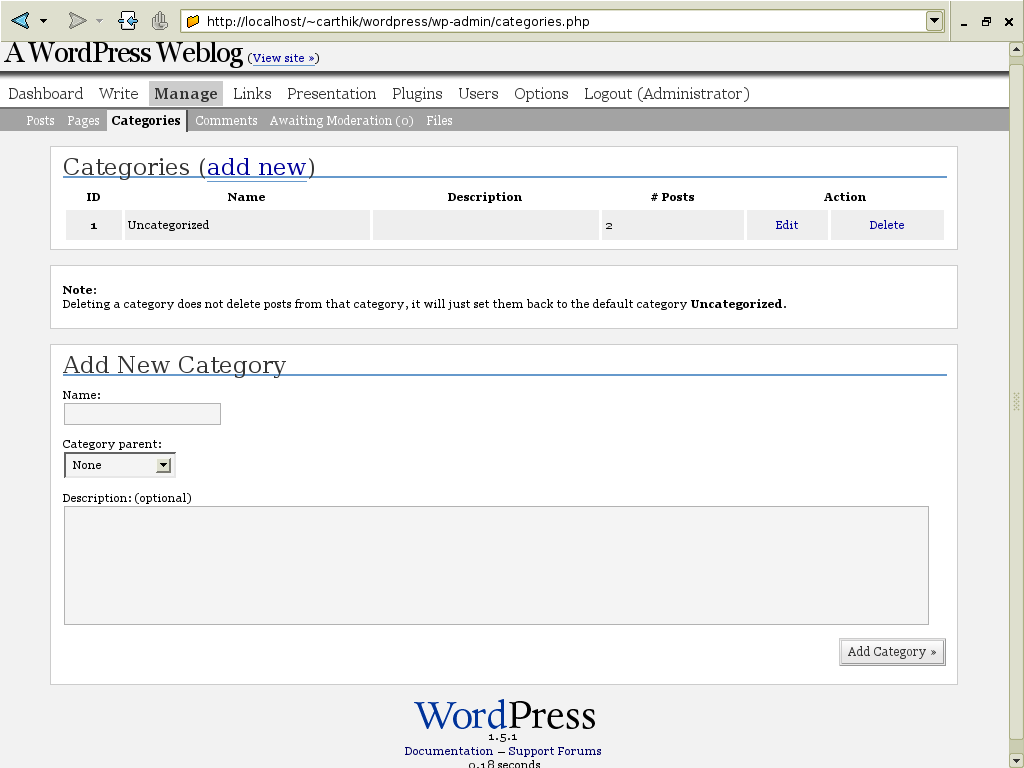 http://localhost/~carthik/wordpress/wp-admin/categories.php
A WordPress Weblog (View site »)
Dashboard Write Manage Links Presentation Plugins Users Options Logout (Administrator)
Posts Pages Categories Comments Awaiting Moderation (0) Files
Categories (add new)
ID Name Description # Posts Action
1 Uncategorized 2 Edit Delete
Note:
Deleting a category does not delete posts from that category, it will just set them back to the default category Uncategorized.
Add New Category
Name:
Category parent:
None
Description: (optional)
Add Category »
WordPress
1.5.1
Documentation — Support Forums
0.18 seconds